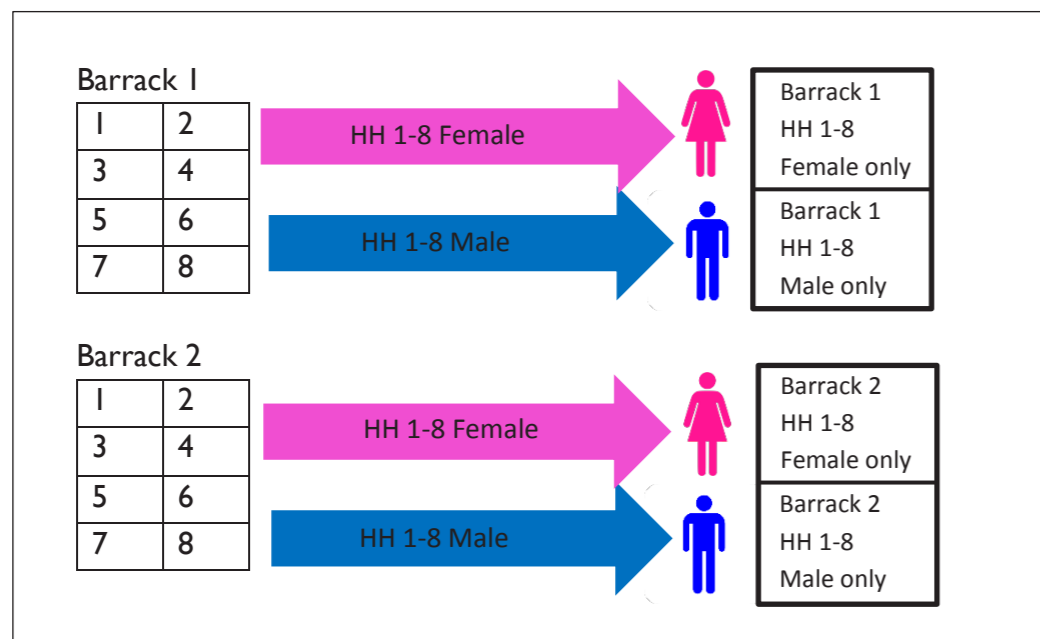 Barrack 1
1 2
3 4
5 6
7 8
HH 1-8 Female
HH 1-8 Male
Barrack 1
HH 1-8
Female only
Barrack 1
HH 1-8
Male only
Barrack 2
1 2
3 4
5 6
7 8
HH 1-8 Female
HH 1-8 Male
Barrack 2
HH 1-8
Female only
Barrack 2
HH 1-8
Male only